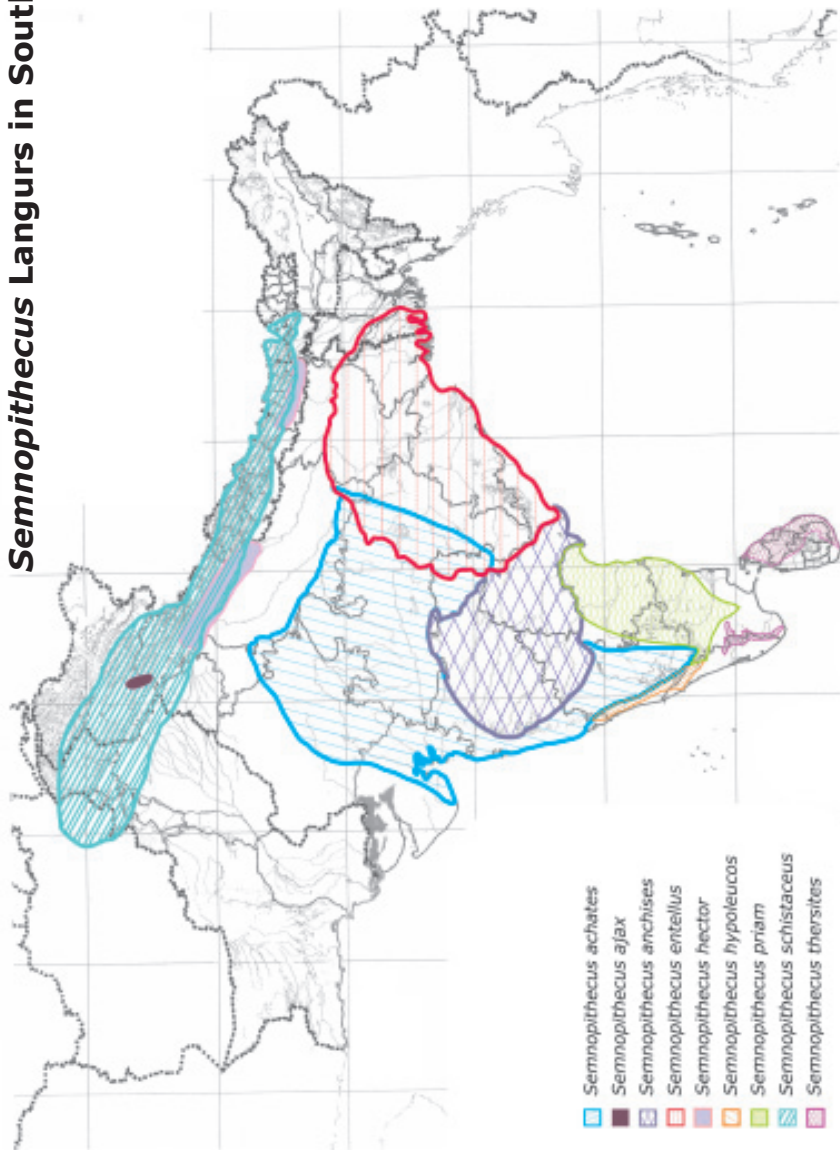 Semnopithecus Langurs in Sout
Semnopithecus achates
Semnopithecus ajax
Semnopithecus anchises
Semnopithecus entellus
Semnopithecus hector
Semnopithecus hypoleucos
Semnopithecus priam
Semnopithecus schistaceus
Semnopithecus thersites